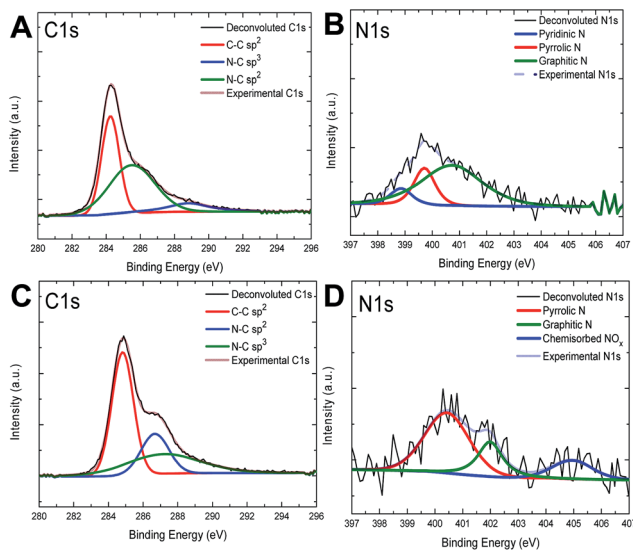 A
C1s
Deconvoluted C1s
C-C sp2
N-C sp3
N-C sp2
Experimental C1s
Intensity (a.u.)
280 282 284 286 288 290 292 294 296
Binding Energy (eV)
B
N1s
Deconvoluted N1s
Pyridinic N
Pyrrolic N
Graphitic N
Experimental N1s
Intensity (a.u.)
397 398 399 400 401 402 403 404 405 406 407
Binding Energy (eV)
C
C1s
Deconvoluted C1s
C-C sp2
N-C sp2
N-C sp3
Experimental C1s
Intensity (a.u.)
280 282 284 286 288 290 292 294 296
Binding Energy (eV)
D
N1s
Deconvoluted N1s
Pyrrolic N
Graphitic N
Chemisorbed NOx
Experimental N1s
Intensity (a.u.)
397 398 399 400 401 402 403 404 405 406 407
Binding Energy (eV)